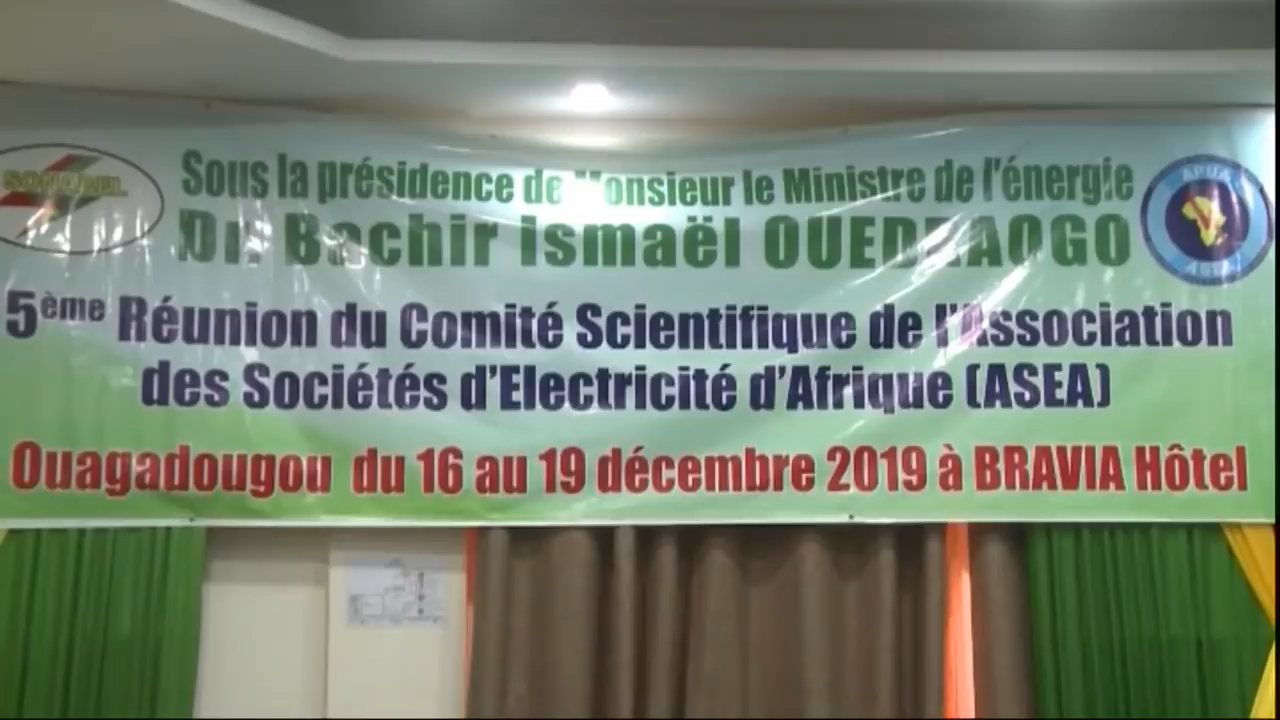 SONABEL
Sous la présidence de Monsieur le Ministre de l'énergie
Dr. Bachir Ismaël OUEDRAOGO
APUA
ASEA
5ème Réunion du Comité Scientifique de l'Association
des Sociétés d'Electricité d'Afrique (ASEA)
Ouagadougou du 16 au 19 décembre 2019 à BRAVIA Hôtel